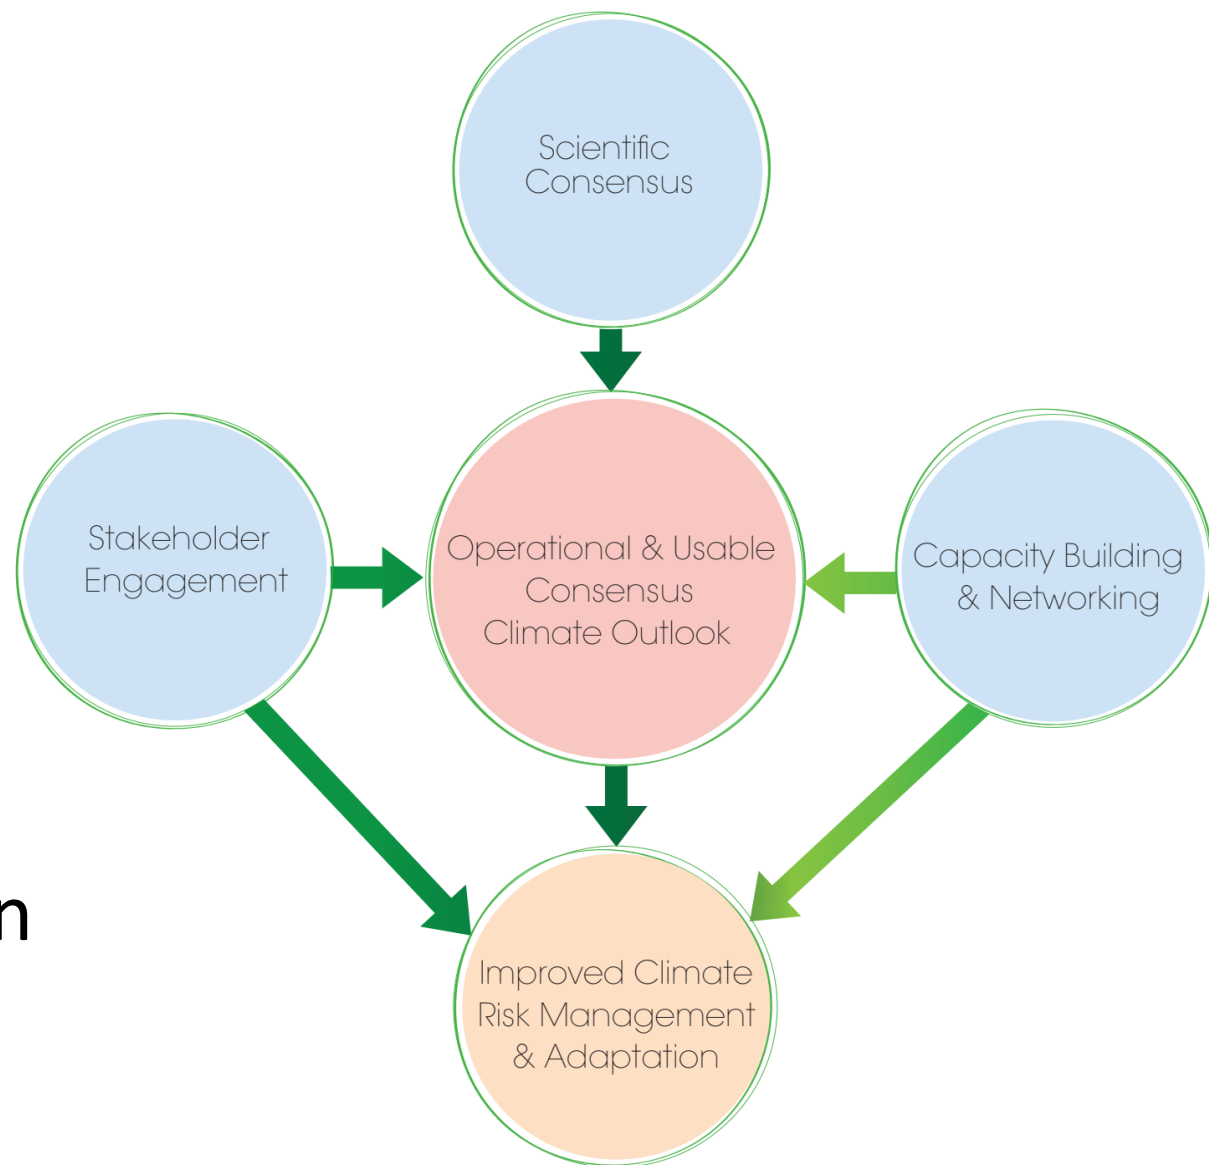 Scientific
Consensus
Stakeholder
Engagement
Operational & Usable
Consensus
Climate Outlook
Capacity Building
& Networking
n
Improved Climate
Risk Management
& Adaptation